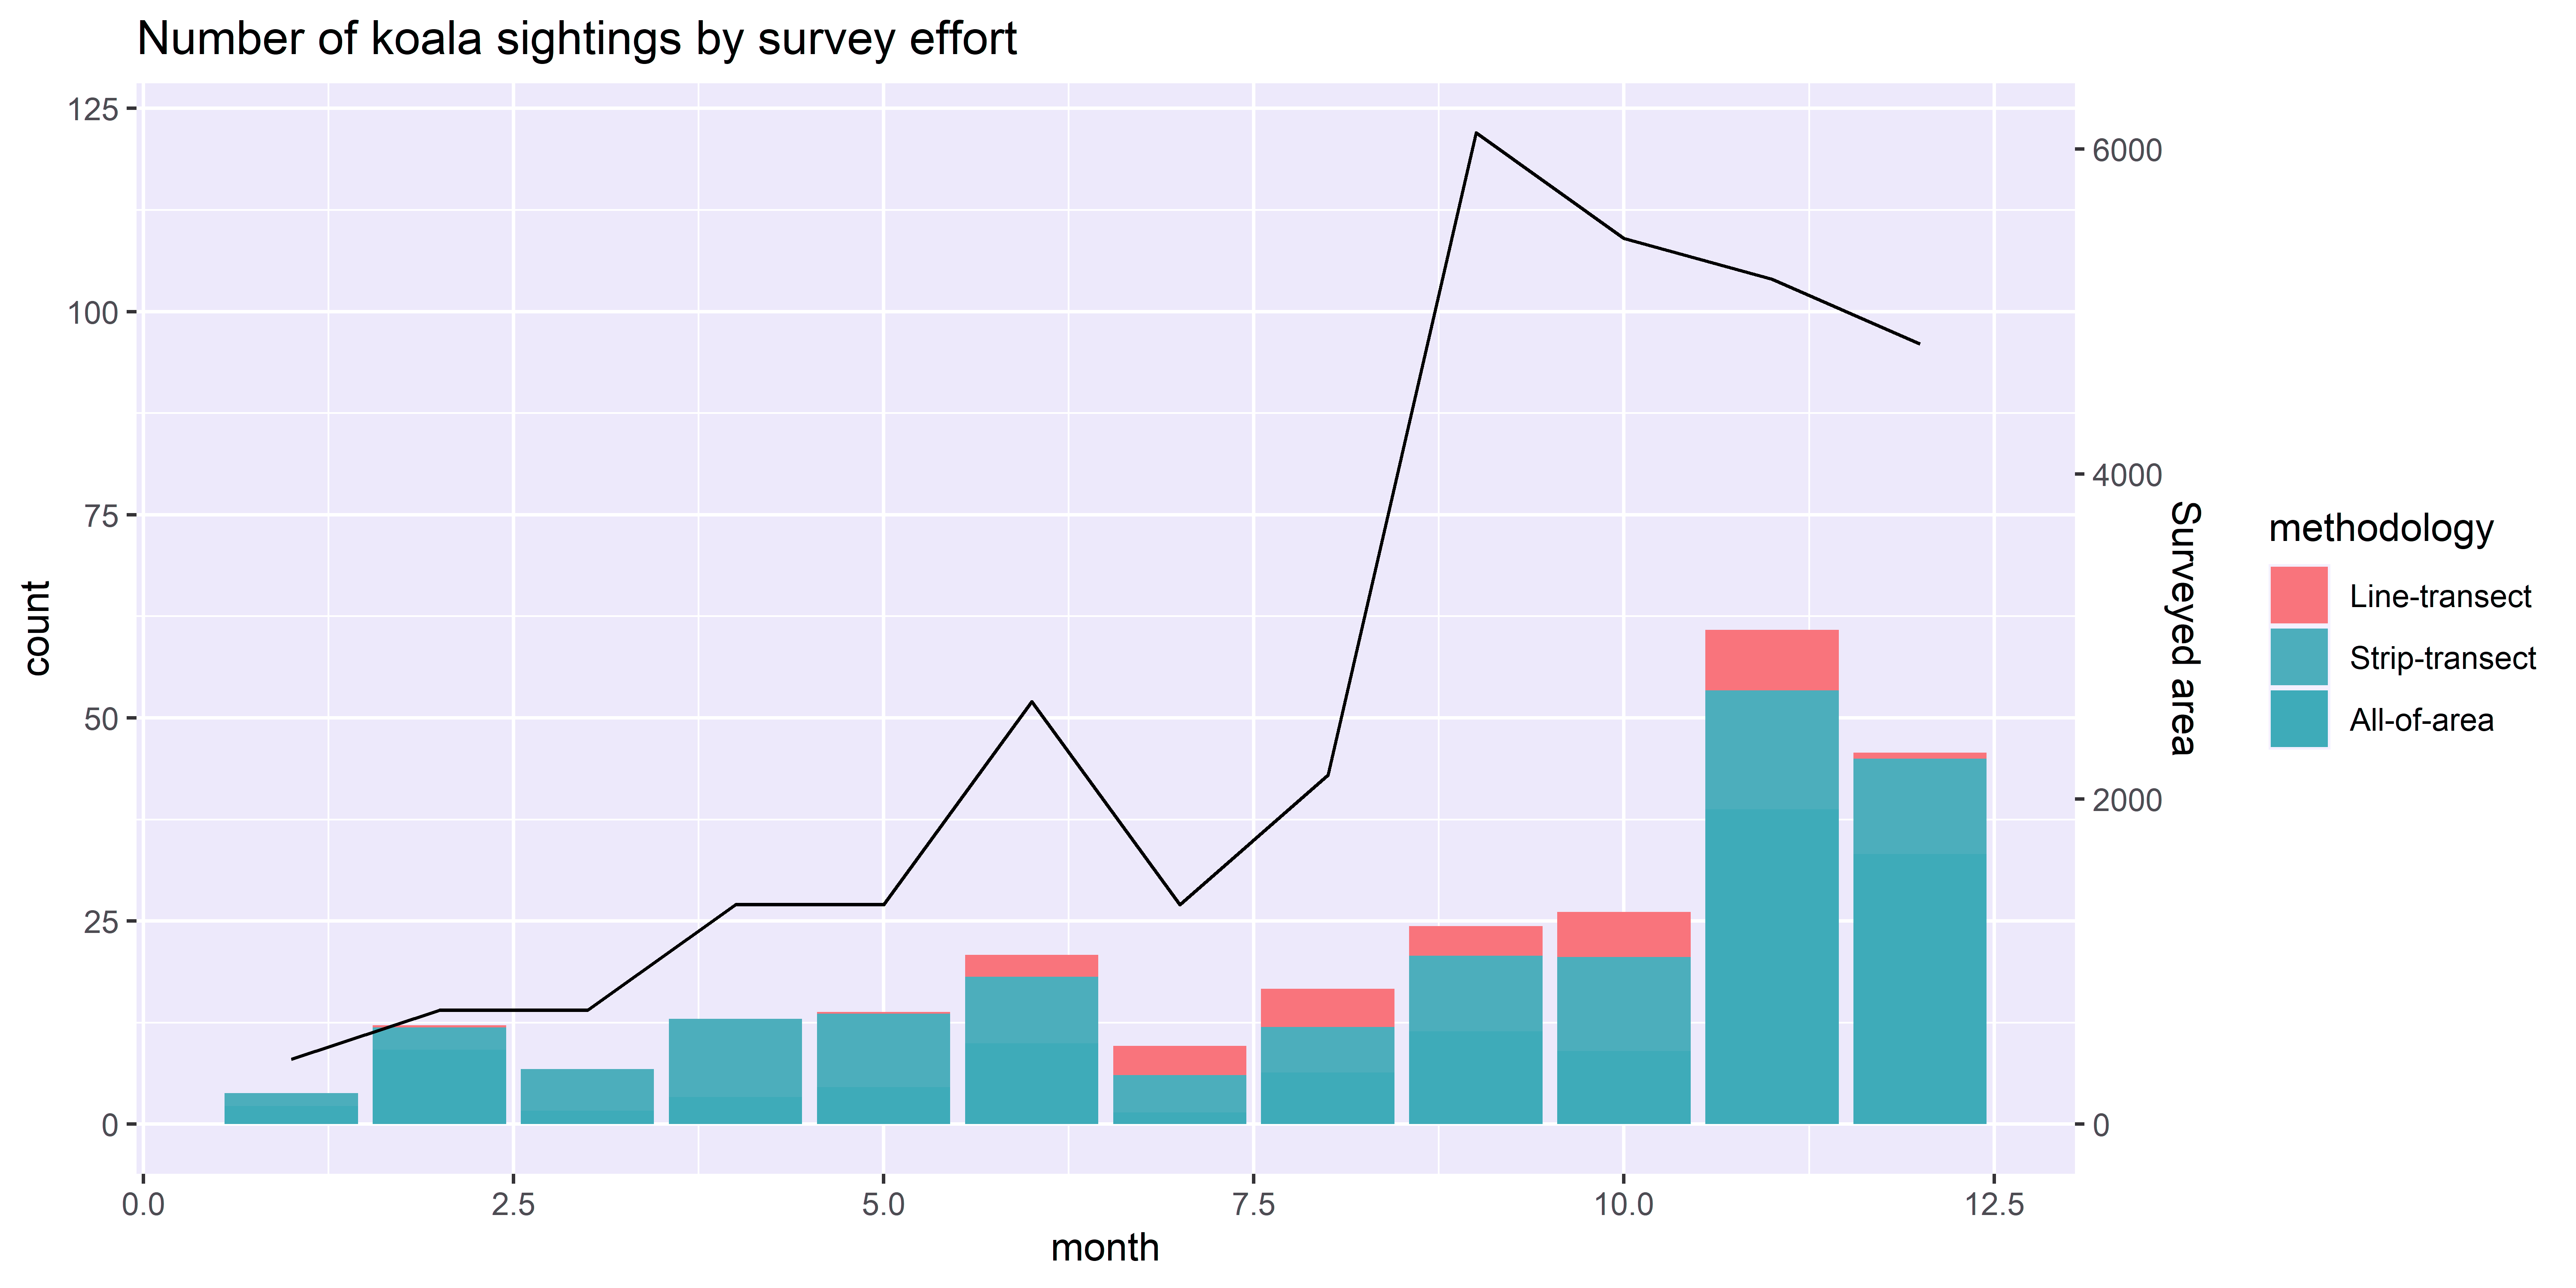 Number of koala sightings by survey effort
125
100
75
50
25
0
count
6000
4000
2000
0
Surveyed area
0.0 2.5 5.0 7.5 10.0 12.5
month
methodology
Line-transect
Strip-transect
All-of-area